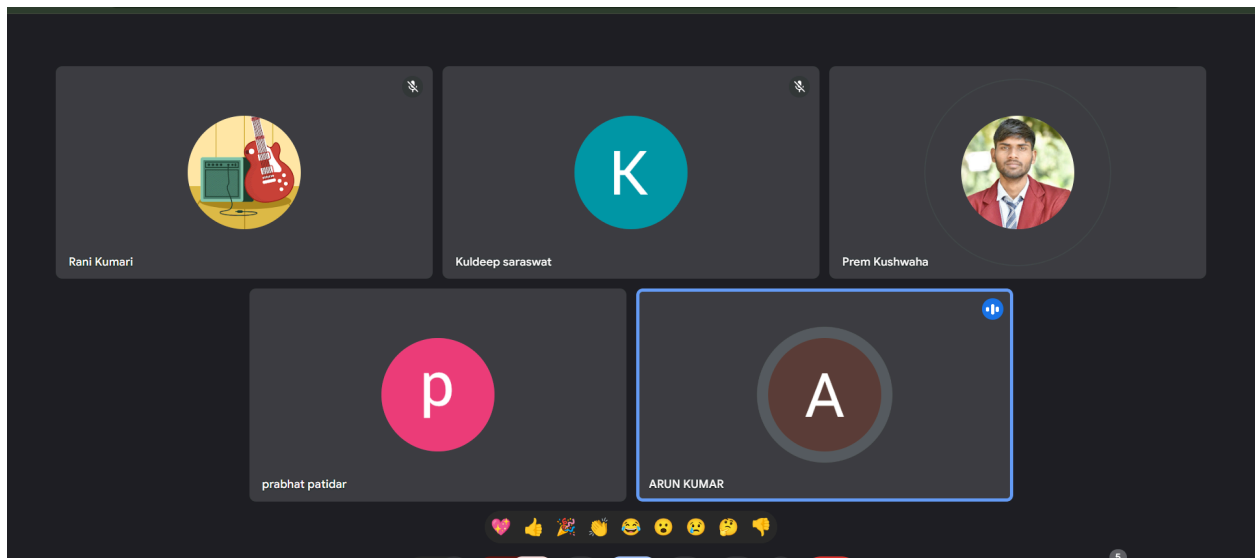 K
Rani Kumari
Kuldeep saraswat
Prem Kushwaha
p
A
prabhat patidar
ARUN KUMAR
5